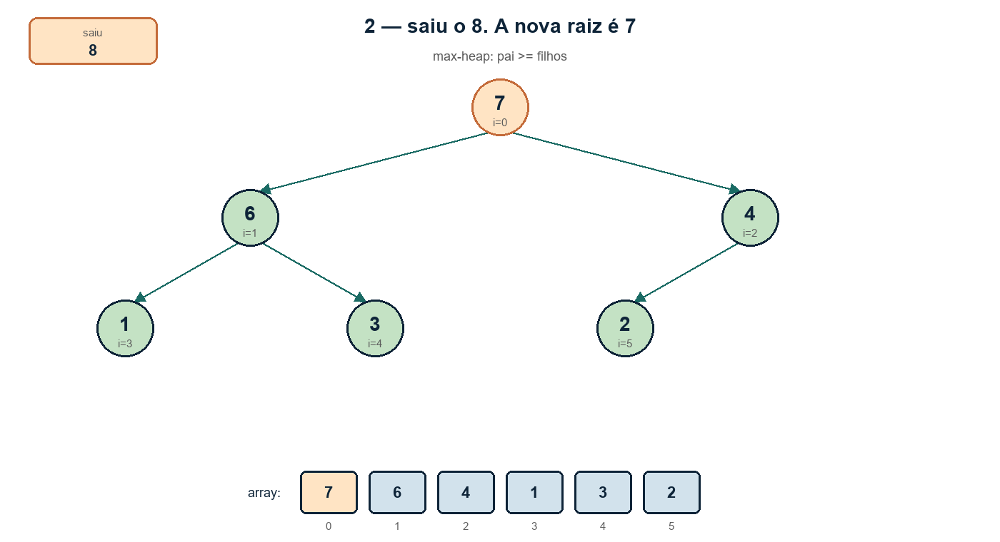 saiu
8
2 — saiu o 8. A nova raiz é 7
max-heap: pai >= filhos
7
i=0
6
i=1
4
i=2
1
i=3
3
i=4
2
i=5
array: 7 6 4 1 3 2
0 1 2 3 4 5